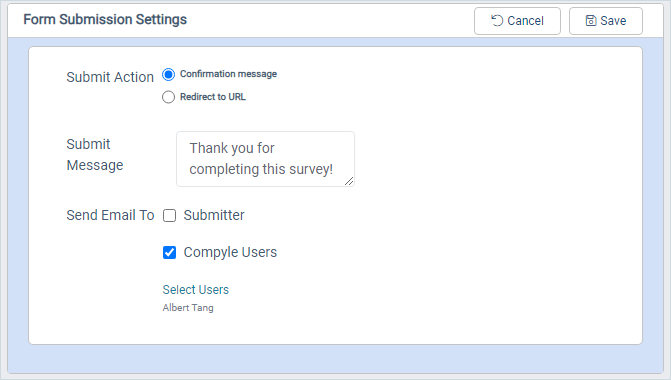 Form Submission Settings
Cancel
Save
Submit Action
Confirmation message
Redirect to URL
Submit
Message
Thank you for
completing this survey!
Send Email To
Submitter
Compyle Users
Select Users
Albert Tang